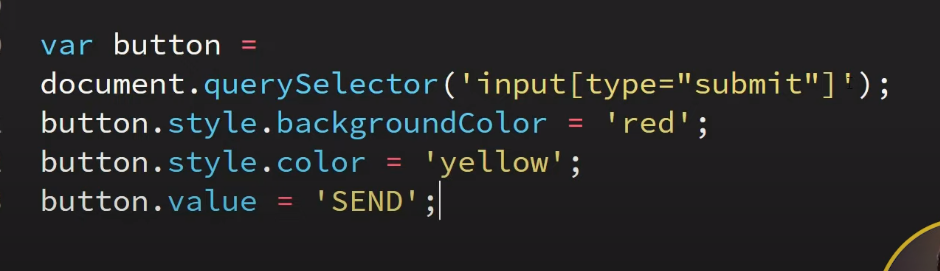 var button =
document.querySelector('input[type="submit"]');
button.style.backgroundColor = 'red';
button.style.color = 'yellow';
button.value = 'SEND';